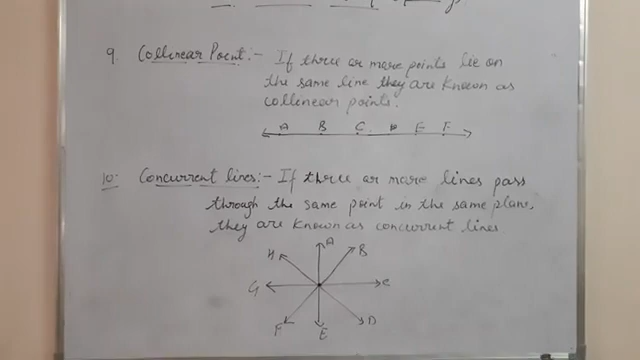 9. Collinear Point:- If three or more points lie on
the same line they are known as
collinear points.
A B C D E F
10. Concurrent lines:- If three or more lines pass
through the same point in the same plane,
they are known as concurrent lines
A
H B
G C
F D
E